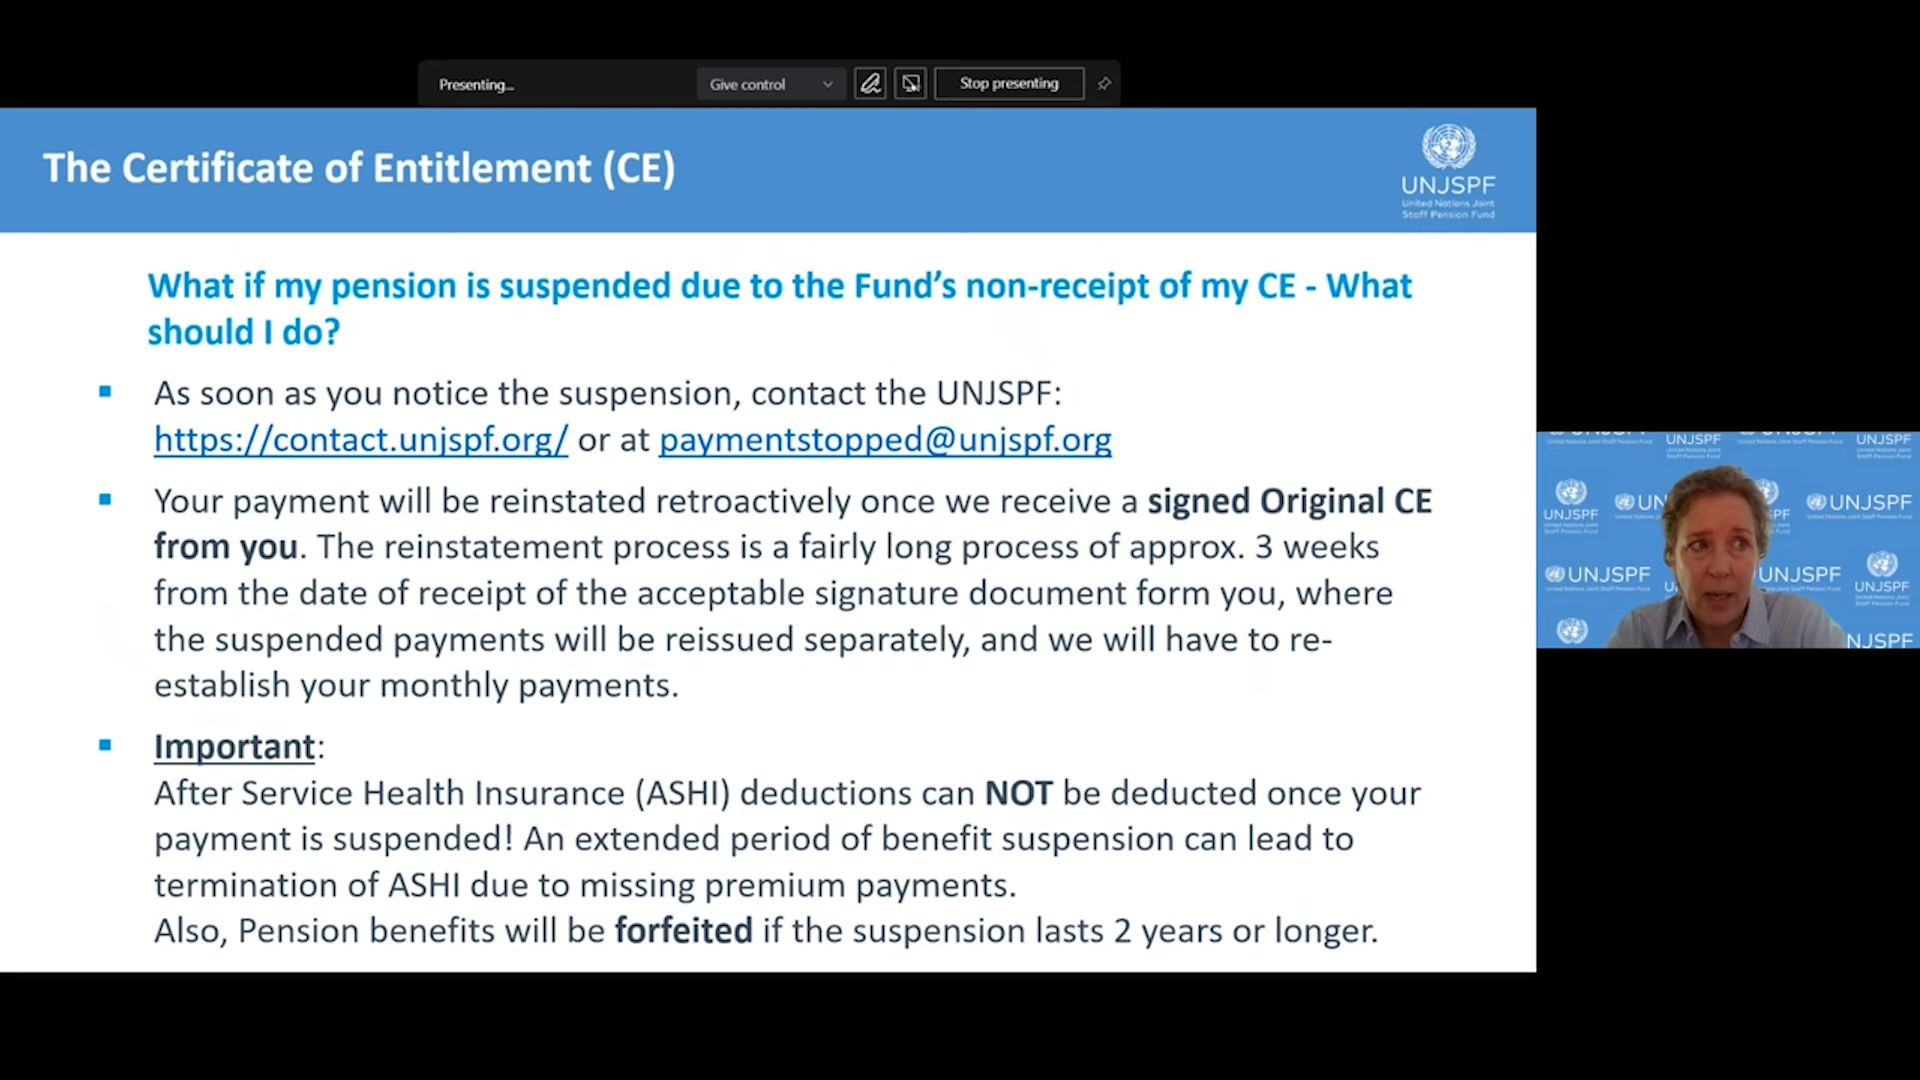 Presenting...
Give control
Stop presenting
The Certificate of Entitlement (CE)
UNJSPF
United Nations Joint
Staff Pension Fund
What if my pension is suspended due to the Fund's non-receipt of my CE - What
should I do?
As soon as you notice the suspension, contact the UNJSPF:
https://contact.unjspf.org/ or at paymentstopped@unjspf.org
Your payment will be reinstated retroactively once we receive a signed Original CE
from you. The reinstatement process is a fairly long process of approx. 3 weeks
from the date of receipt of the acceptable signature document form you, where
the suspended payments will be reissued separately, and we will have to re-
establish your monthly payments.
Important:
After Service Health Insurance (ASHI) deductions can NOT be deducted once your
payment is suspended! An extended period of benefit suspension can lead to
termination of ASHI due to missing premium payments.
Also, Pension benefits will be forfeited if the suspension lasts 2 years or longer.
UNJSPF
UNJSPF
UNJSPF
UNJSPF
UNJSPF
UNJSPF
UNJSPF